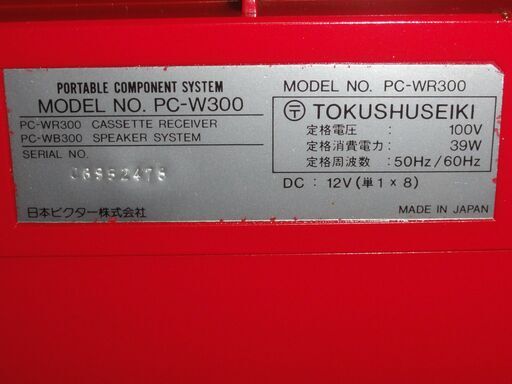 PORTABLE COMPONENT SYSTEM
MODEL NO. PC-W300
PC-WR300 CASSETTE RECEIVER
PC-WB300 SPEAKER SYSTEM
SERIAL NO.
日本ビクター株式会社
MODEL NO. PC-WR300
〒 TOKUSHUSEIKI
定格電圧: 100V
定格消費電力: 39W
定格周波数: 50Hz/60Hz
DC: 12V(単1×8)
MADE IN JAPAN